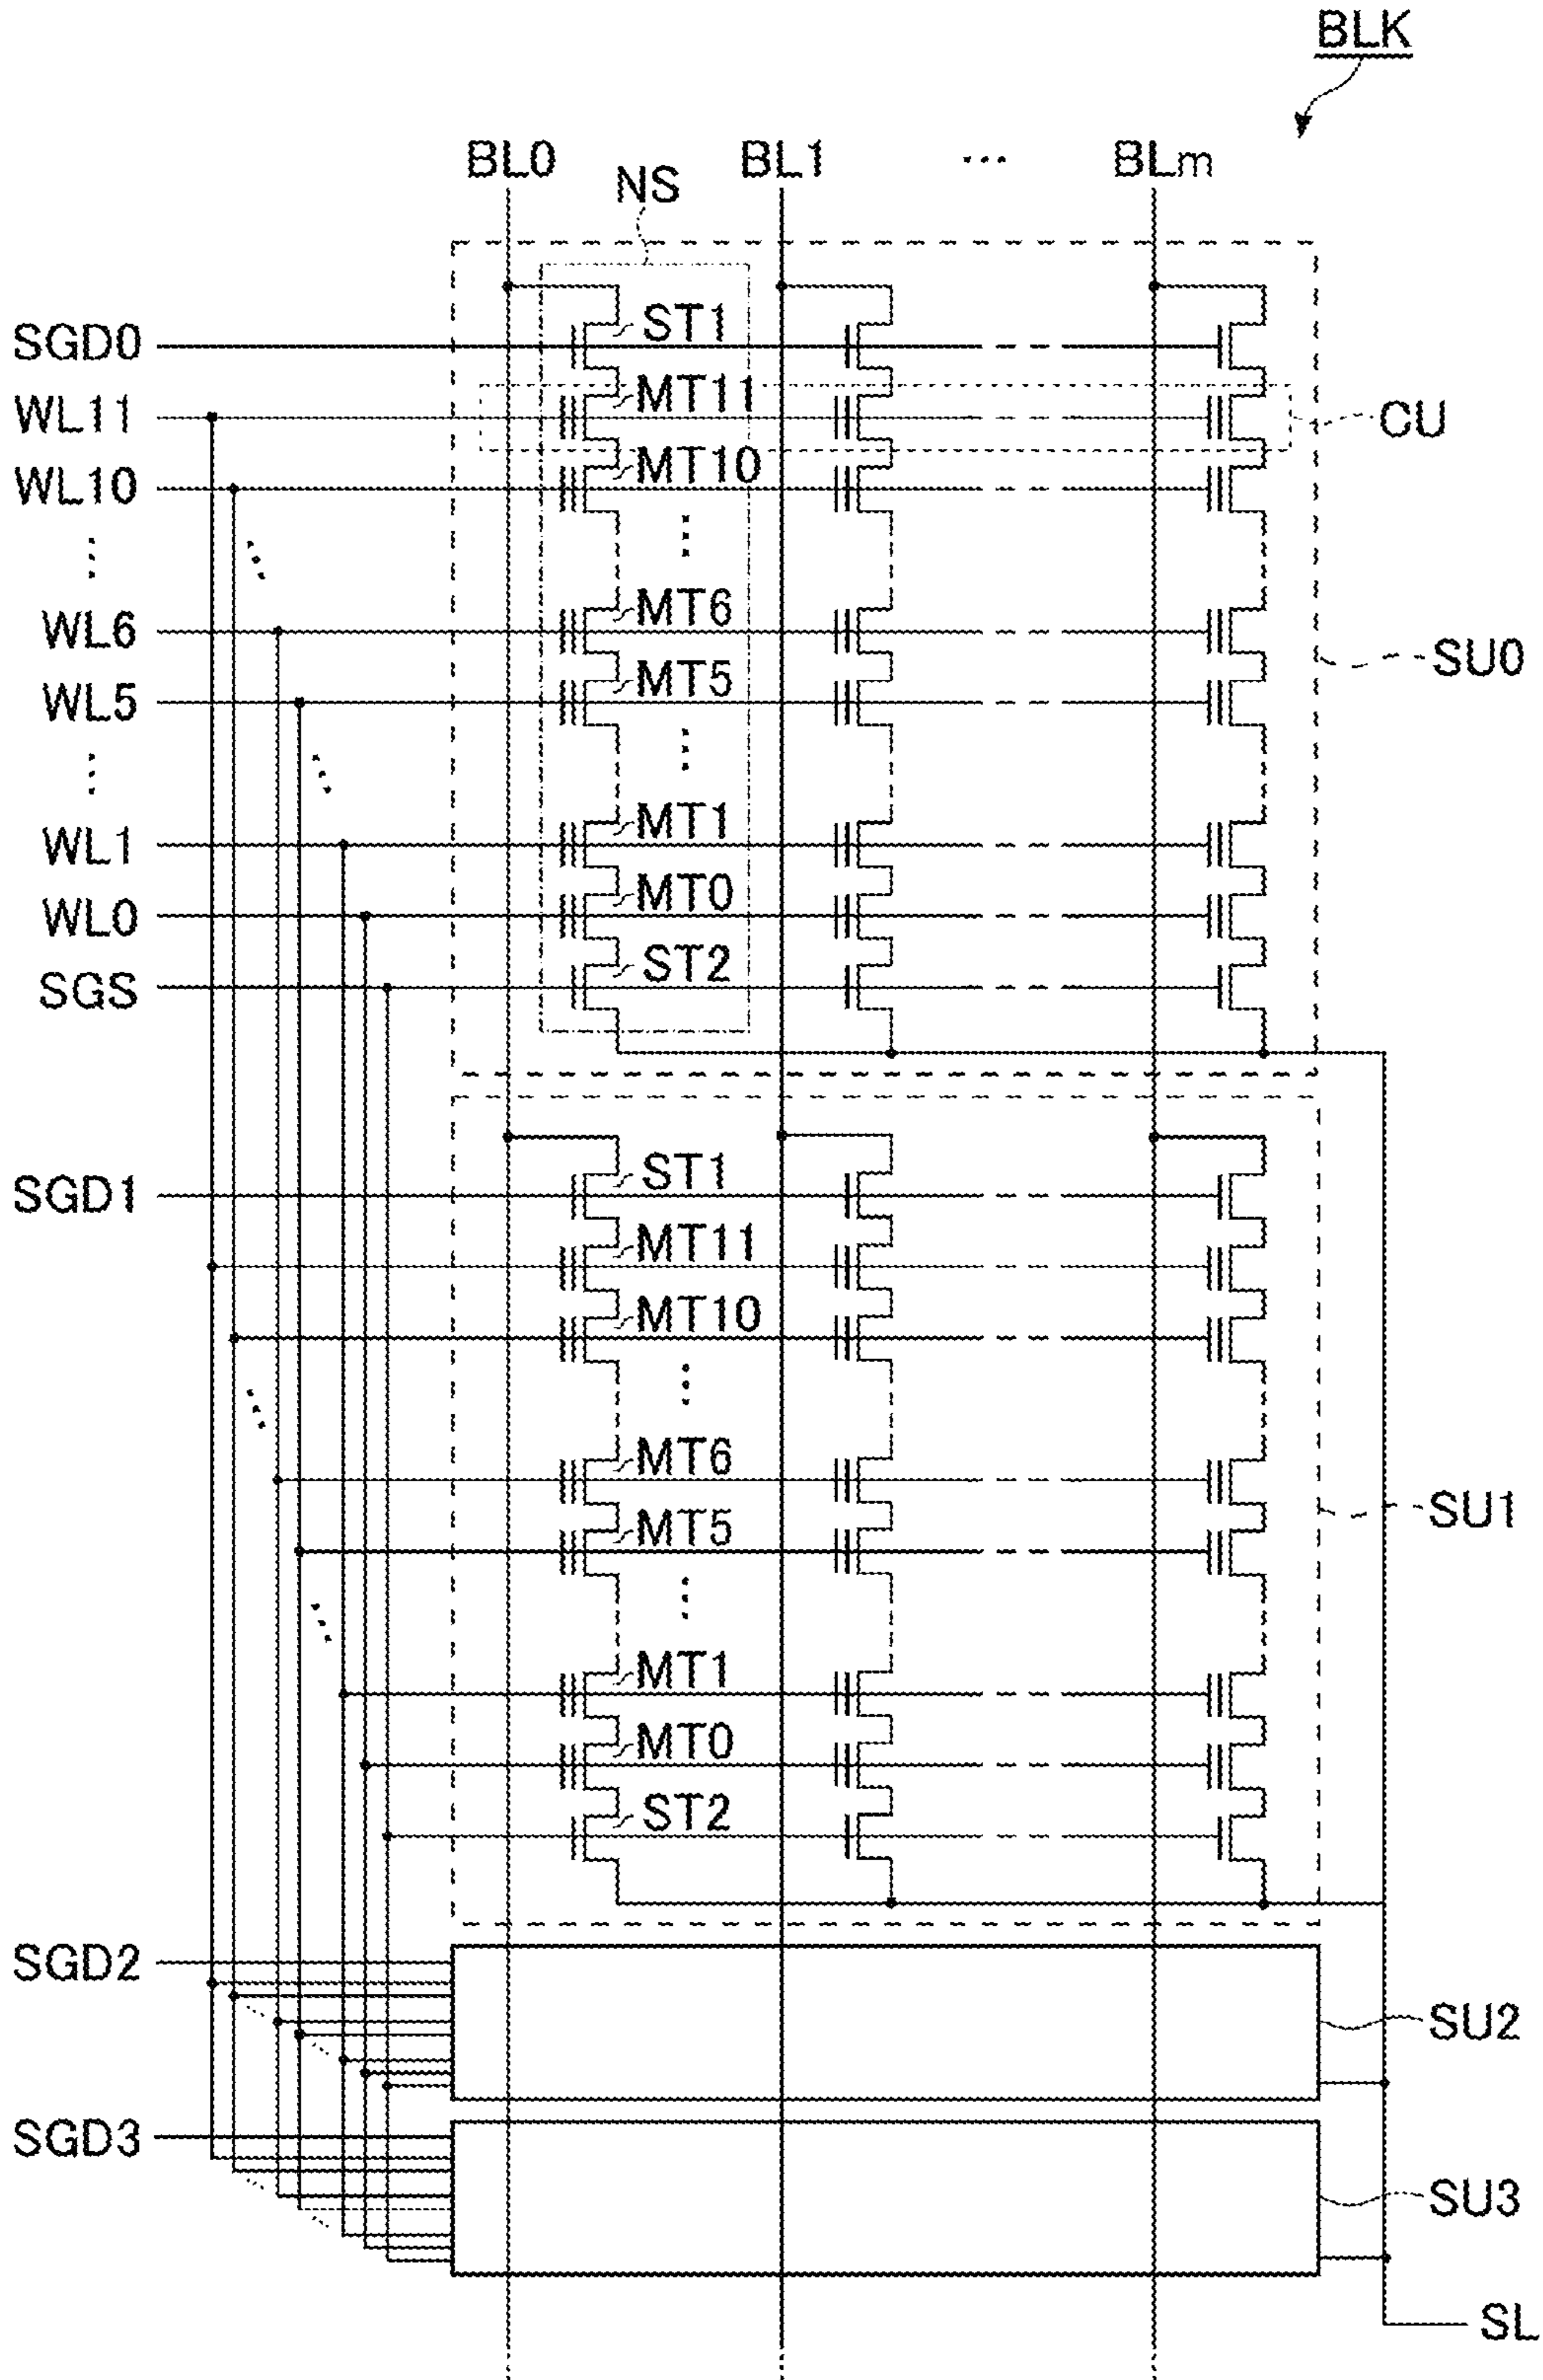 BLK
BL0 NS BL1 ... BLm
SGD0 ST1
WL11 MT11 CU
WL10 MT10
WL6 MT6
SU0
WL5 MT5
WL1 MT1
WL0 MT0
SGS ST2
SGD1 ST1
MT11
MT10
MT6
SU1
MT5
MT1
MT0
ST2
SGD2
SU2
SGD3
SU3
SL